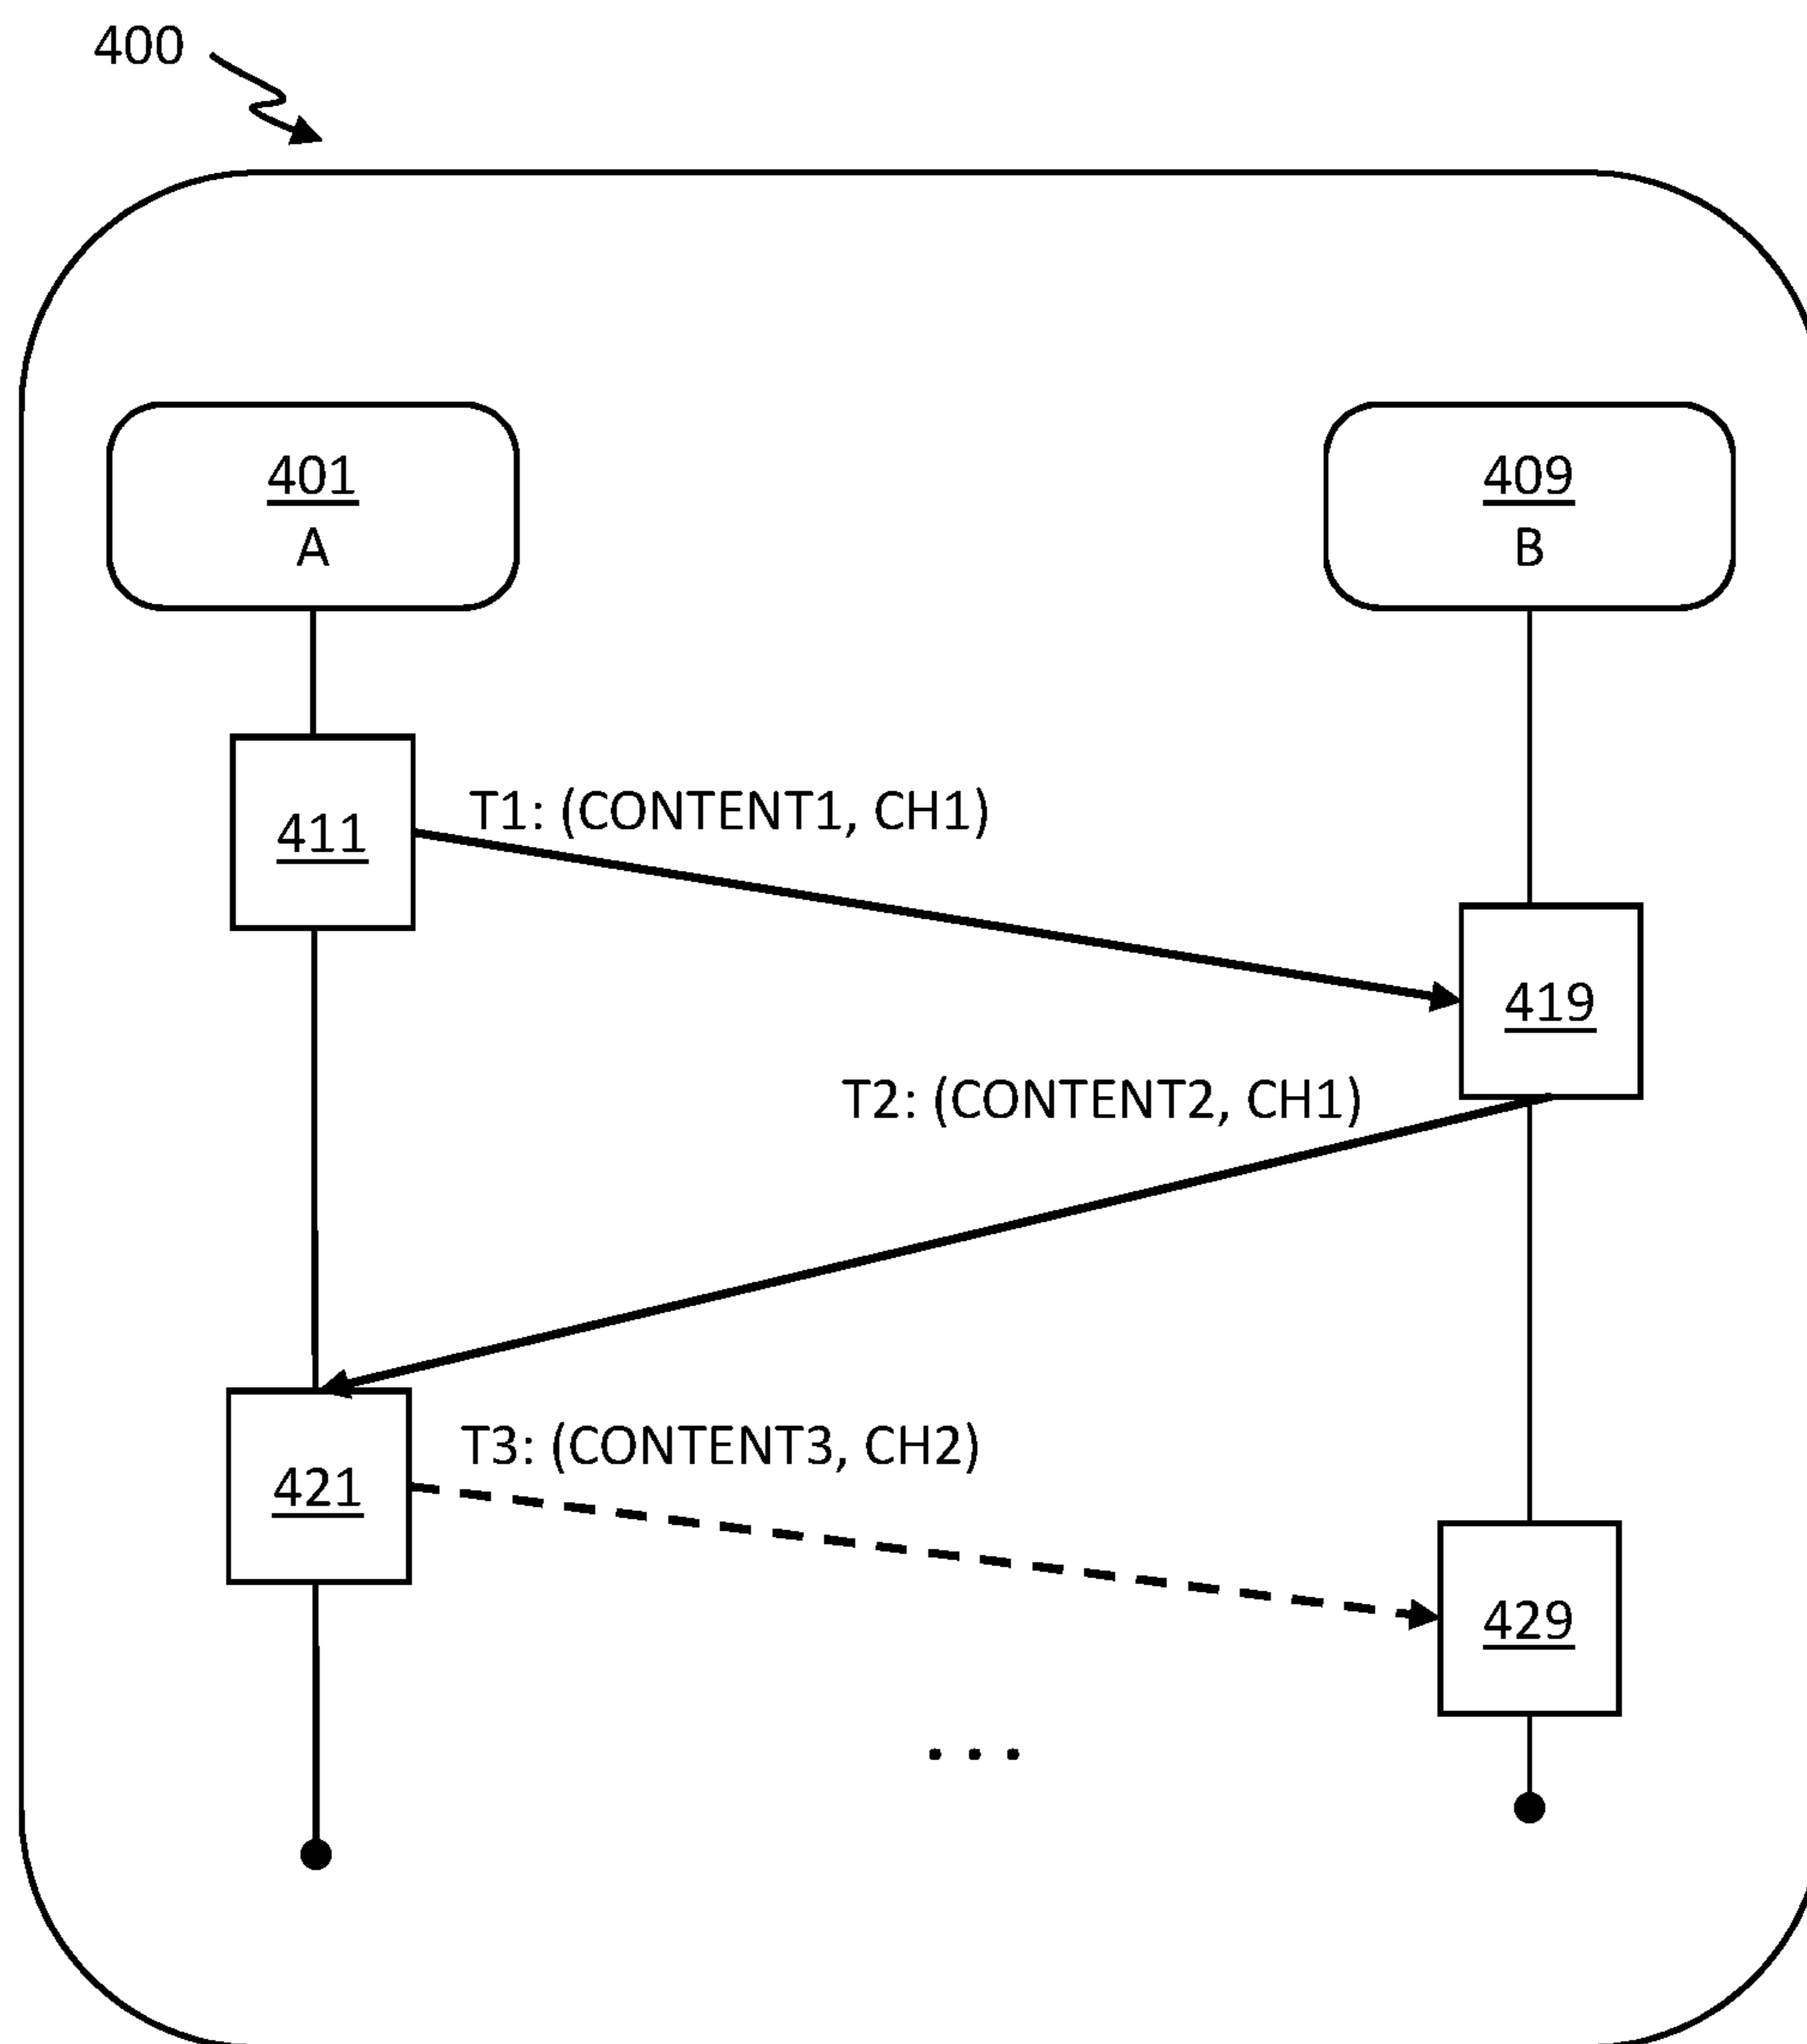 400
401
A
409
B
411
T1: (CONTENT1, CH1)
419
T2: (CONTENT2, CH1)
421
T3: (CONTENT3, CH2)
429
...